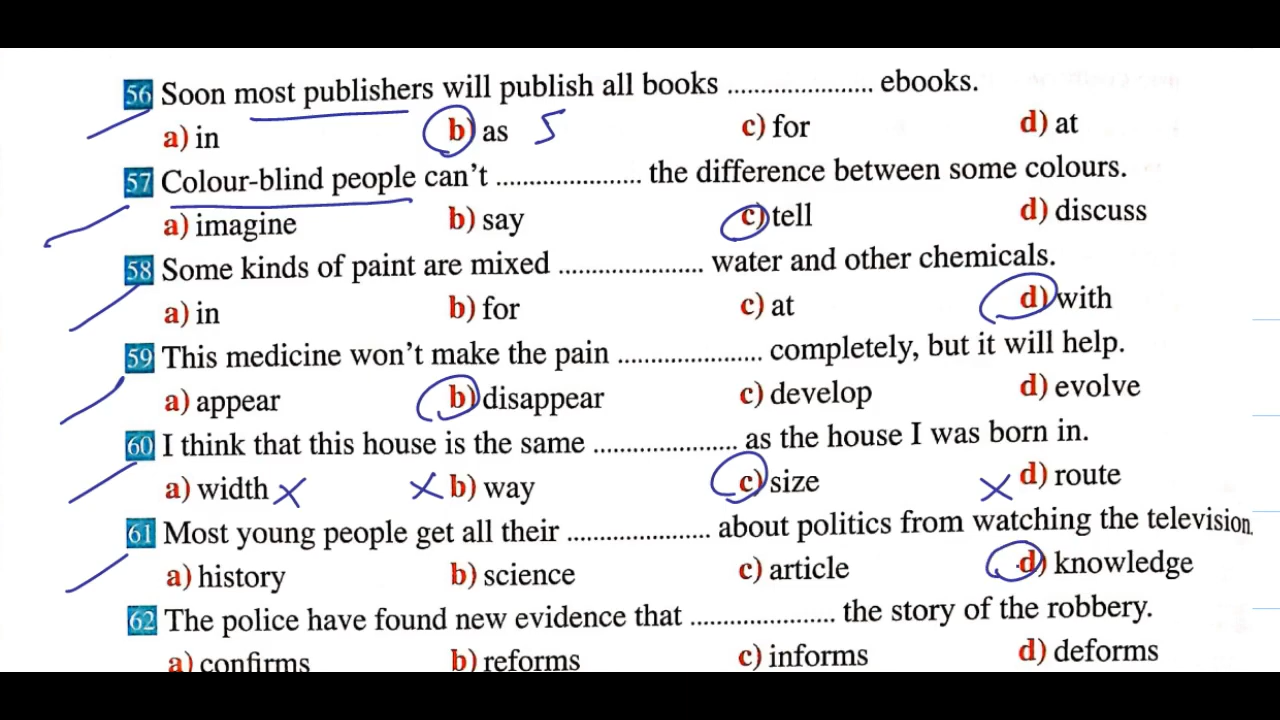 56 Soon most publishers will publish all books ..................... ebooks.
a) in b) as c) for d) at
57 Colour-blind people can't ..................... the difference between some colours.
a) imagine b) say c) tell d) discuss
58 Some kinds of paint are mixed ..................... water and other chemicals.
a) in b) for c) at d) with
59 This medicine won't make the pain ..................... completely, but it will help.
a) appear b) disappear c) develop d) evolve
60 I think that this house is the same ..................... as the house I was born in.
a) width b) way c) size d) route
61 Most young people get all their ..................... about politics from watching the television.
a) history b) science c) article d) knowledge
62 The police have found new evidence that ..................... the story of the robbery.
a) confirms b) reforms c) informs d) deforms